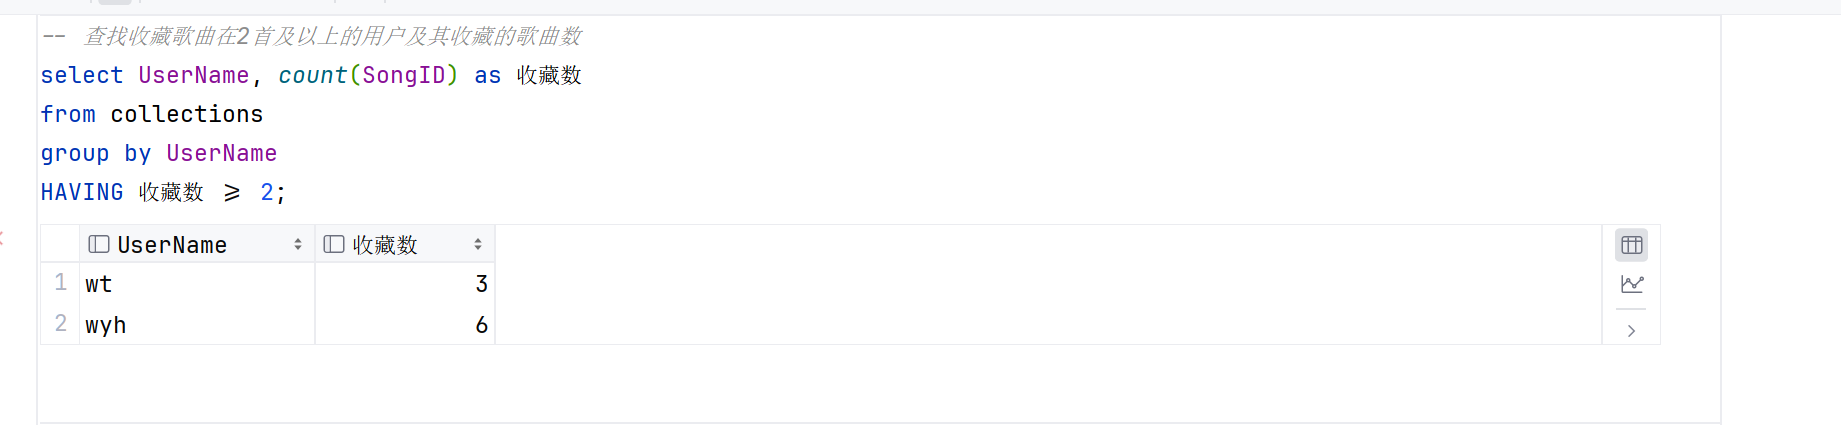 -- 查找收藏歌曲在2首及以上的用户及其收藏的歌曲数
select UserName, count(SongID) as 收藏数
from collections
group by UserName
HAVING 收藏数 >= 2;
UserName 收藏数
1 wt 3
2 wyh 6